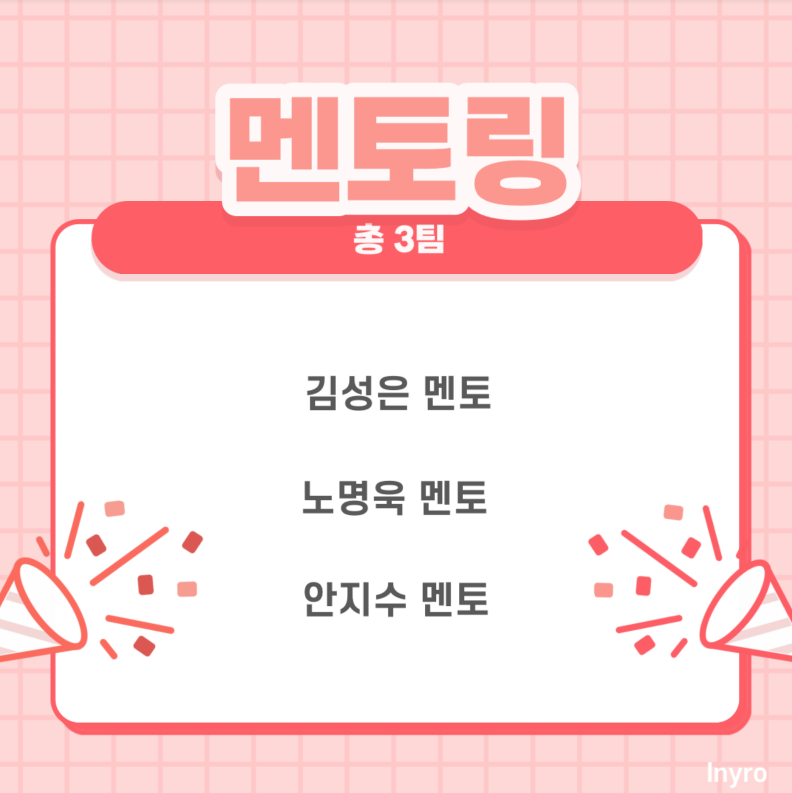 멘토링
총 3팀
김성은 멘토
노명욱 멘토
안지수 멘토
Inyro